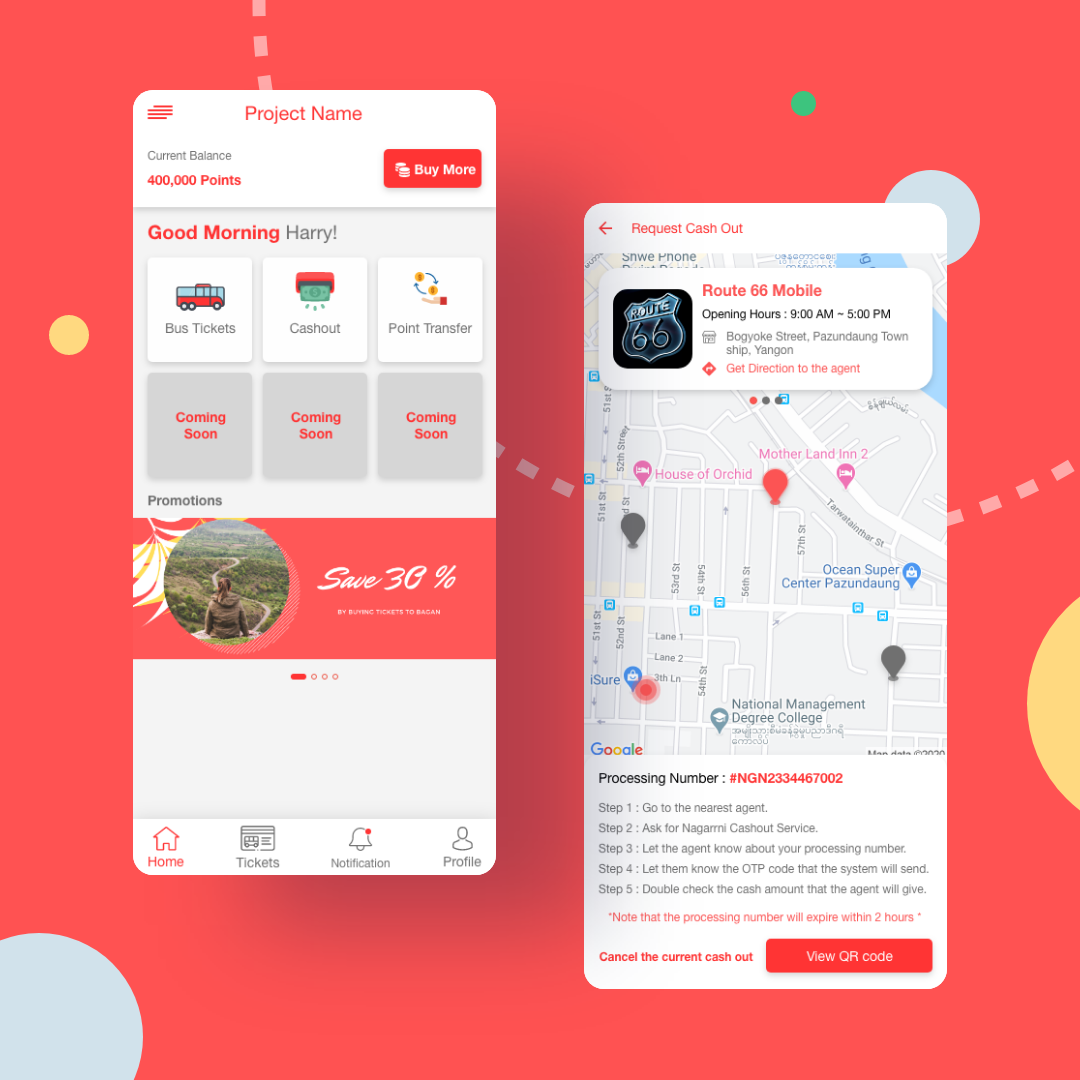 Project Name
Current Balance
400,000 Points
Buy More
Good Morning Harry!
Bus Tickets
Cashout
Point Transfer
Coming
Soon
Coming
Soon
Coming
Soon
Promotions
Save 30 %
BY BUYING TICKETS TO BAGAN
Home
Tickets
Notification
Profile
Request Cash Out
Shwe Phone
Route 66 Mobile
Opening Hours : 9:00 AM ~ 5:00 PM
ROUTE
66
Bogyoke Street, Pazundaung Town
ship, Yangon
Get Direction to the agent
51st St
52th Street
Mother Land Inn 2
House of Orchid
51st St
Tarwatainthar St
57th St
Ocean Super
Center Pazundaung
53rd St
54th St
56th St
51st St
52nd St
Lane 1
Lane 2
3th Ln
iSure
54th St
National Management
Degree College
Google
Map data ©2020
Processing Number : #NGN2334467002
Step 1 : Go to the nearest agent.
Step 2 : Ask for Nagarrni Cashout Service.
Step 3 : Let the agent know about your processing number.
Step 4 : Let them know the OTP code that the system will send.
Step 5 : Double check the cash amount that the agent will give.
*Note that the processing number will expire within 2 hours *
Cancel the current cash out
View QR code